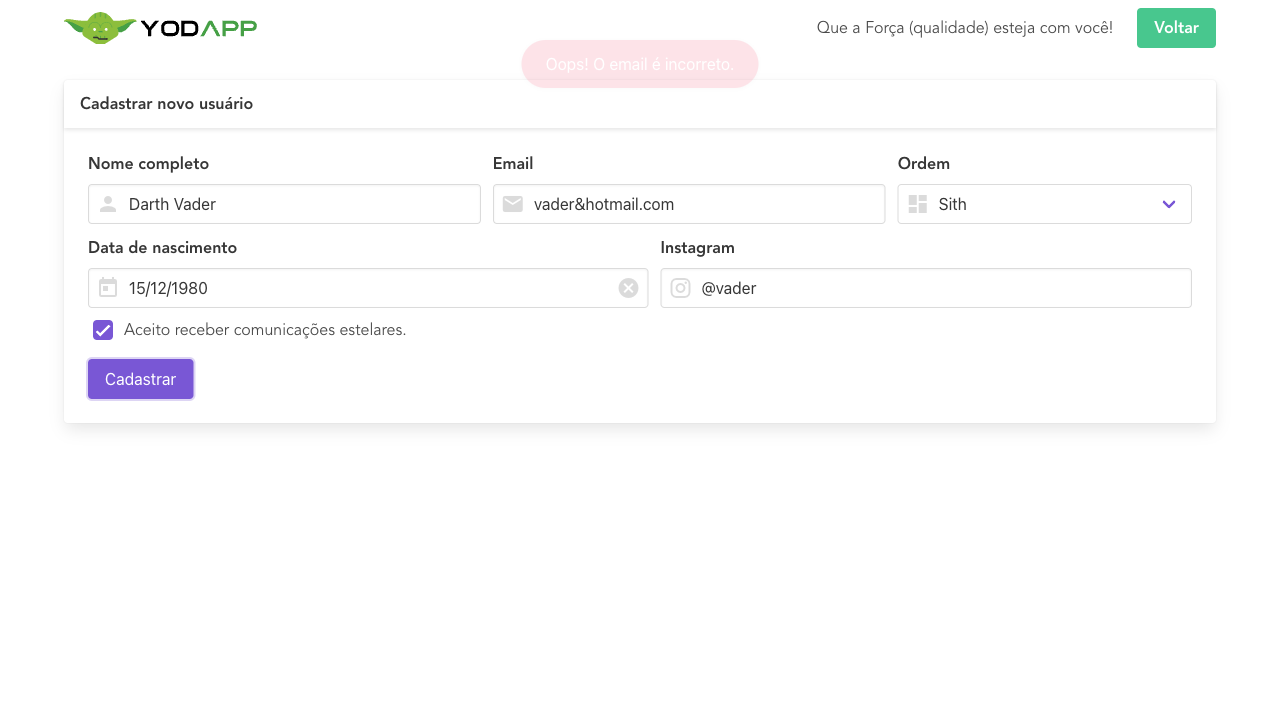 YODAPP
Que a Força (qualidade) esteja com você!
Voltar
Oops! O email é incorreto.
Cadastrar novo usuário
Nome completo
Email
Ordem
Darth Vader
vader&hotmail.com
Sith
Data de nascimento
Instagram
15/12/1980
@vader
Aceito receber comunicações estelares.
Cadastrar